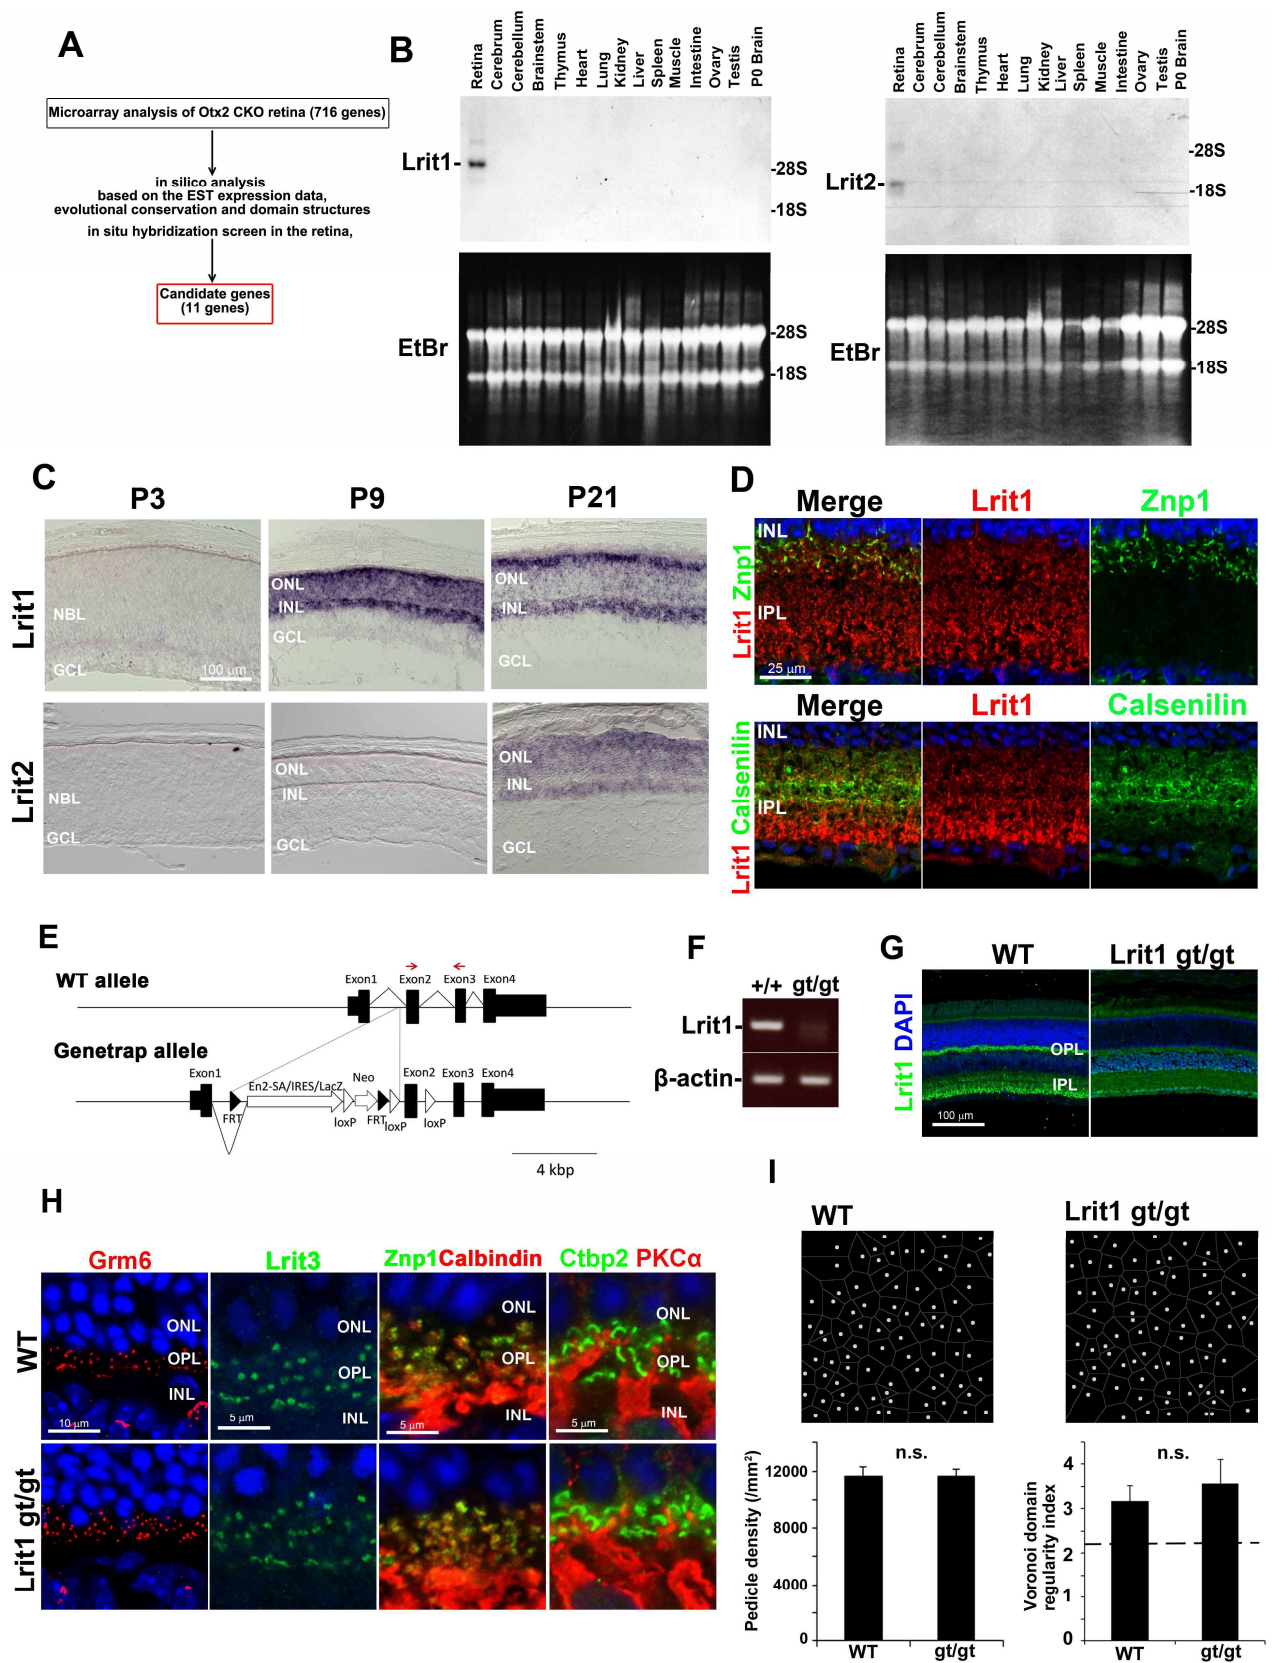 A
Microarray analysis of Otx2 CKO retina (716 genes)
in silico analysis
based on the EST expression data,
evolutional conservation and domain structures
in situ hybridization screen in the retina,
Candidate genes
(11 genes)
B
Retina
Cerebrum
Cerebellum
Brainstem
Thymus
Heart
Lung
Kidney
Liver
Spleen
Muscle
Intestine
Ovary
Testis
P0 Brain
Lrit1-
-28S
-18S
EtBr
-28S
-18S
Retina
Cerebrum
Cerebellum
Brainstem
Thymus
Heart
Lung
Kidney
Liver
Spleen
Muscle
Intestine
Ovary
Testis
P0 Brain
Lrit2-
-28S
-18S
EtBr
-28S
-18S
C
P3 P9 P21
Lrit1
NBL
GCL
100 µm
ONL
INL
GCL
ONL
INL
GCL
Lrit2
NBL
GCL
ONL
INL
GCL
ONL
INL
GCL
D
Merge Lrit1 Znp1
Lrit1 Znp1
INL
IPL
25 µm
Merge Lrit1 Calsenilin
Lrit1 Calsenilin
INL
IPL
E
WT allele
Exon1 Exon2 Exon3 Exon4
Genetrap allele
Exon1 En2-SA/IRES/LacZ Neo Exon2 Exon3 Exon4
FRT loxP FRT loxP loxP
4 kbp
F
+/+ gt/gt
Lrit1-
β-actin-
G
WT Lrit1 gt/gt
Lrit1 DAPI
OPL
IPL
100 µm
H
Grm6 Lrit3 Znp1Calbindin Ctbp2 PKCα
WT
ONL
OPL
INL
10 µm
ONL
OPL
INL
5 µm
ONL
OPL
INL
5 µm
ONL
OPL
INL
5 µm
Lrit1 gt/gt
I
WT Lrit1 gt/gt
Pedicle density (/mm²)
12000
8000
4000
0
n.s.
WT gt/gt
Voronoi domain
regularity index
4
3
2
1
0
n.s.
WT gt/gt